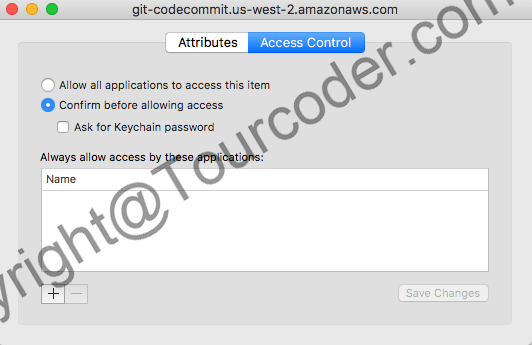 git-codecommit.us-west-2.amazonaws.com
Attributes
Access Control
Allow all applications to access this item
Confirm before allowing access
Ask for Keychain password
Always allow access by these applications:
Name
Save Changes
yright@Tourcoder.com